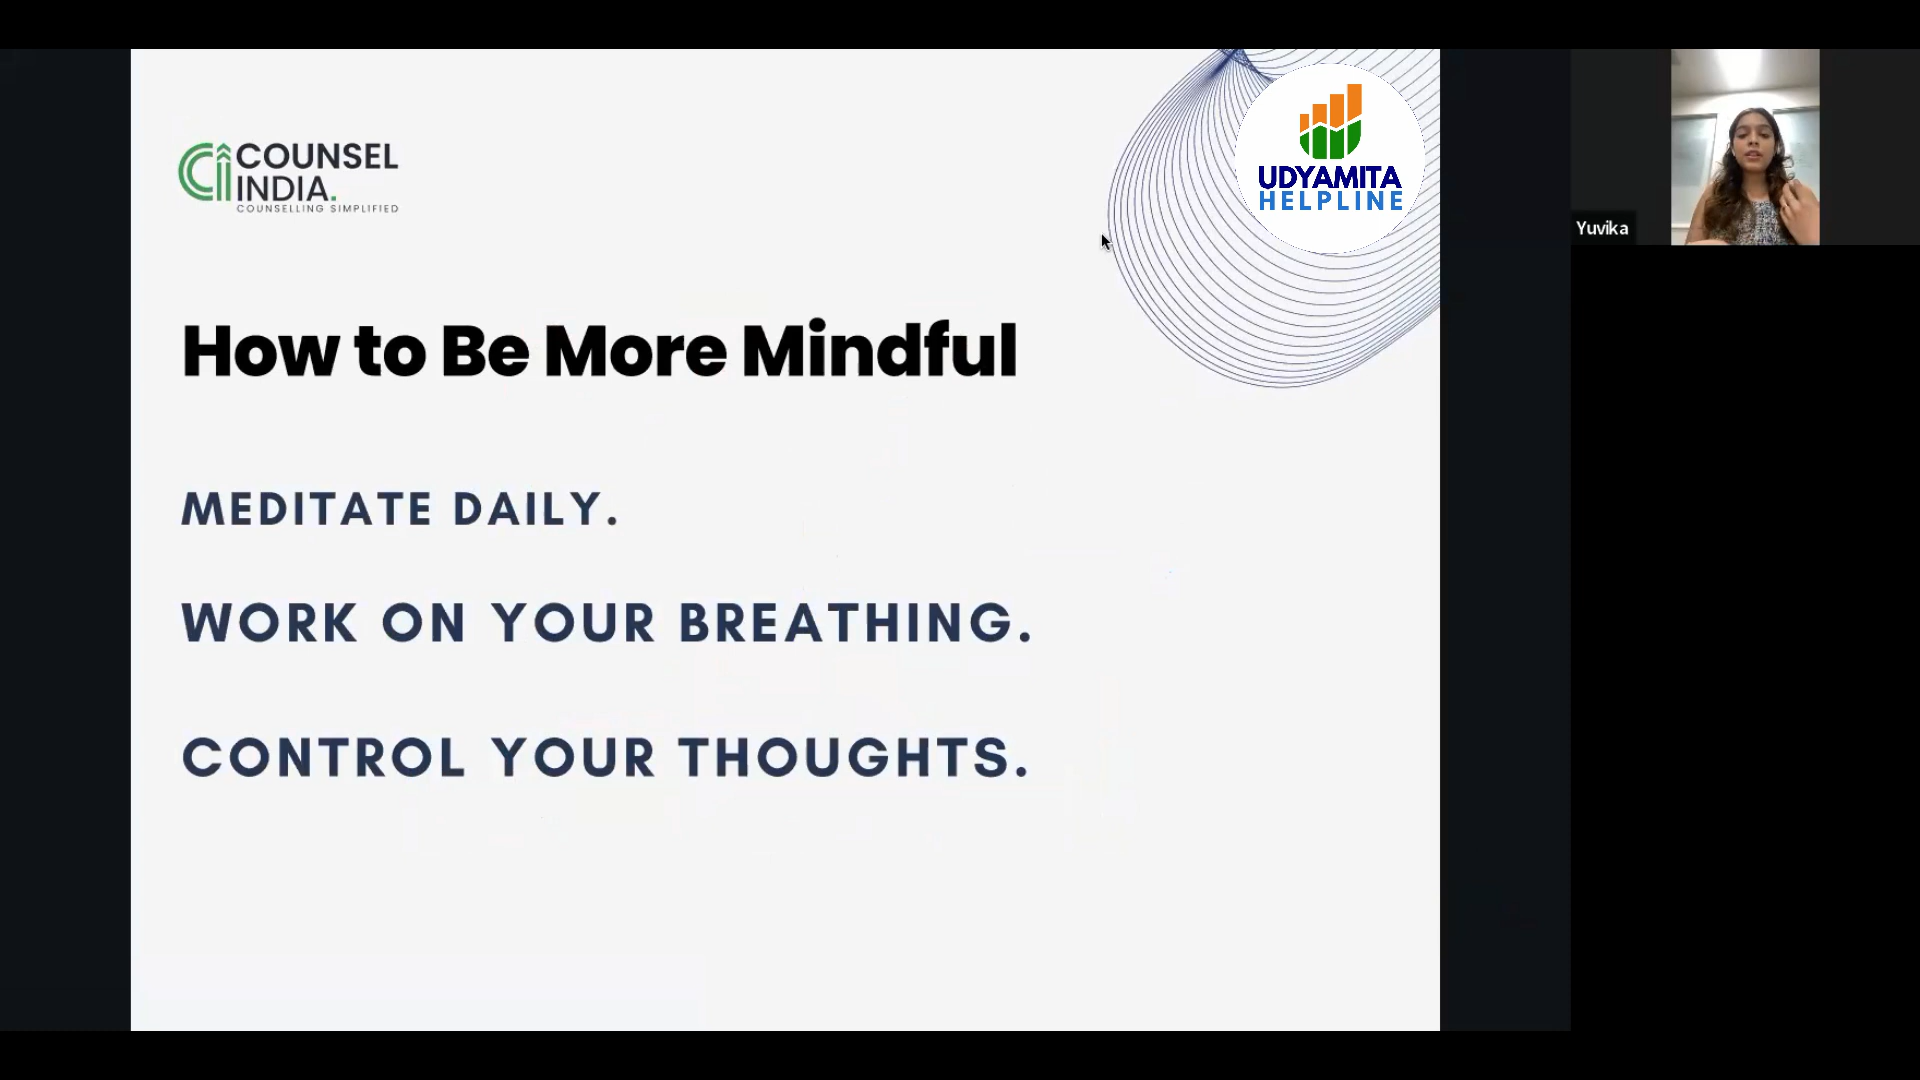 COUNSEL
INDIA.
COUNSELLING SIMPLIFIED
UDYAMITA
HELPLINE
Yuvika
How to Be More Mindful
MEDITATE DAILY.
WORK ON YOUR BREATHING.
CONTROL YOUR THOUGHTS.